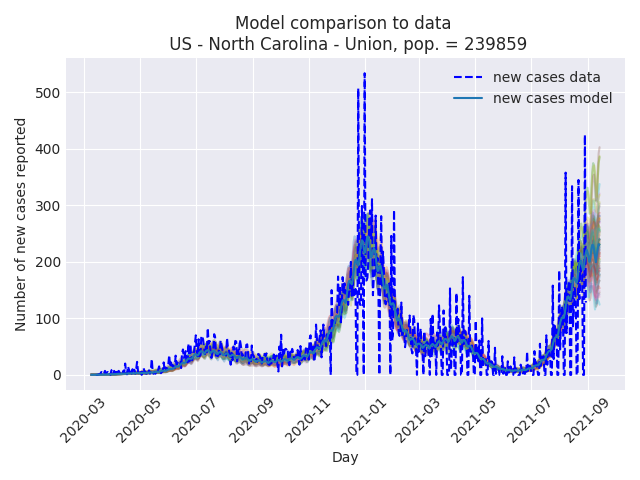 Model comparison to data
US - North Carolina - Union, pop. = 239859
new cases data
new cases model
Number of new cases reported
500
400
300
200
100
0
2020-03
2020-05
2020-07
2020-09
2020-11
2021-01
2021-03
2021-05
2021-07
2021-09
Day